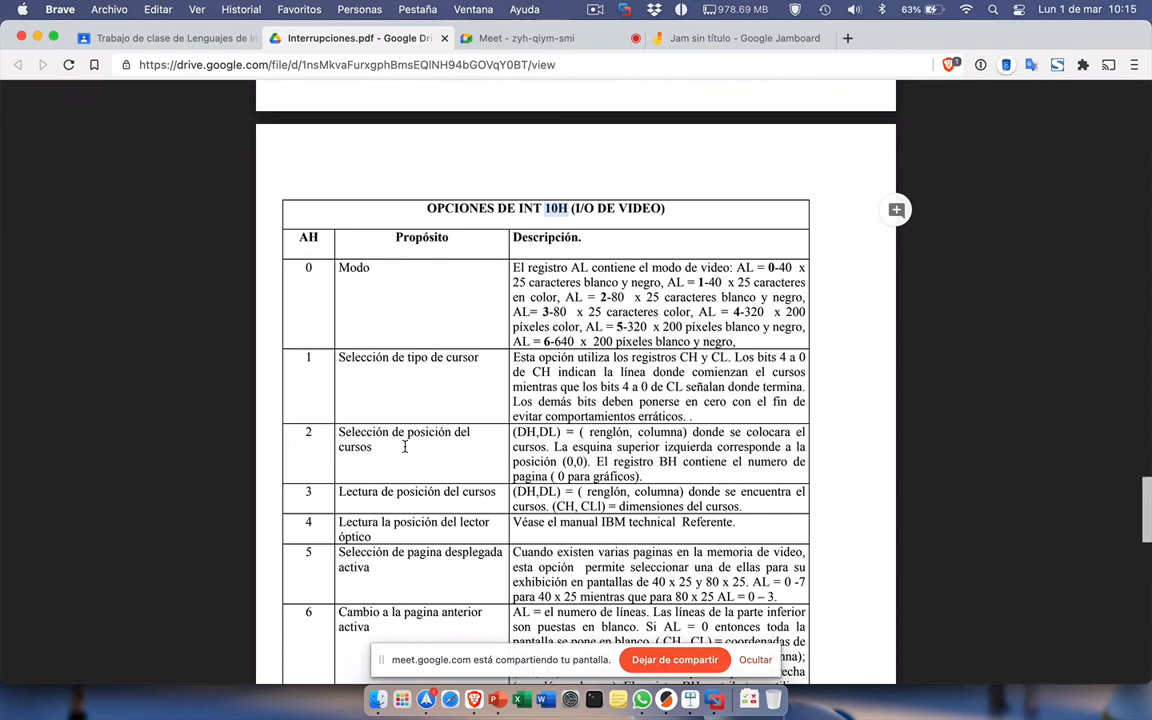 Brave Archivo Editar Ver Historial Favoritos Personas Pestaña Ventana Ayuda 978.69 MB 63% Lun 1 de mar 10:15
Trabajo de clase de Lenguajes de In
Interrupciones.pdf - Google Dri
Meet - zyh-qiym-smi
Jam sin título - Google Jamboard
https://drive.google.com/file/d/1nsMkvaFurxgphBmsEQlNH94bGOVqY0BT/view
1
OPCIONES DE INT 10H (I/O DE VIDEO)
AH Propósito Descripción.
0 Modo El registro AL contiene el modo de video: AL = 0-40 x
25 caracteres blanco y negro, AL = 1-40 x 25 caracteres
en color, AL = 2-80 x 25 caracteres blanco y negro,
AL= 3-80 x 25 caracteres color, AL = 4-320 x 200
píxeles color, AL = 5-320 x 200 píxeles blanco y negro,
AL = 6-640 x 200 píxeles blanco y negro,
1 Selección de tipo de cursor Esta opción utiliza los registros CH y CL. Los bits 4 a 0
de CH indican la línea donde comienzan el cursos
mientras que los bits 4 a 0 de CL señalan donde termina.
Los demás bits deben ponerse en cero con el fin de
evitar comportamientos erráticos. .
2 Selección de posición del (DH,DL) = ( renglón, columna) donde se colocara el
cursos cursos. La esquina superior izquierda corresponde a la
posición (0,0). El registro BH contiene el numero de
pagina ( 0 para gráficos).
3 Lectura de posición del cursos (DH,DL) = ( renglón, columna) donde se encuentra el
cursos. (CH, CLl) = dimensiones del cursos.
4 Lectura la posición del lector Véase el manual IBM technical Referente.
óptico
5 Selección de pagina desplegada Cuando existen varias paginas en la memoria de video,
activa esta opción permite seleccionar una de ellas para su
exhibición en pantallas de 40 x 25 y 80 x 25. AL = 0 -7
para 40 x 25 mientras que para 80 x 25 AL = 0 – 3.
6 Cambio a la pagina anterior AL = el numero de líneas. Las líneas de la parte inferior
activa son puestas en blanco. Si AL = 0 entonces toda la
meet.google.com está compartiendo tu pantalla. Dejar de compartir Ocultar